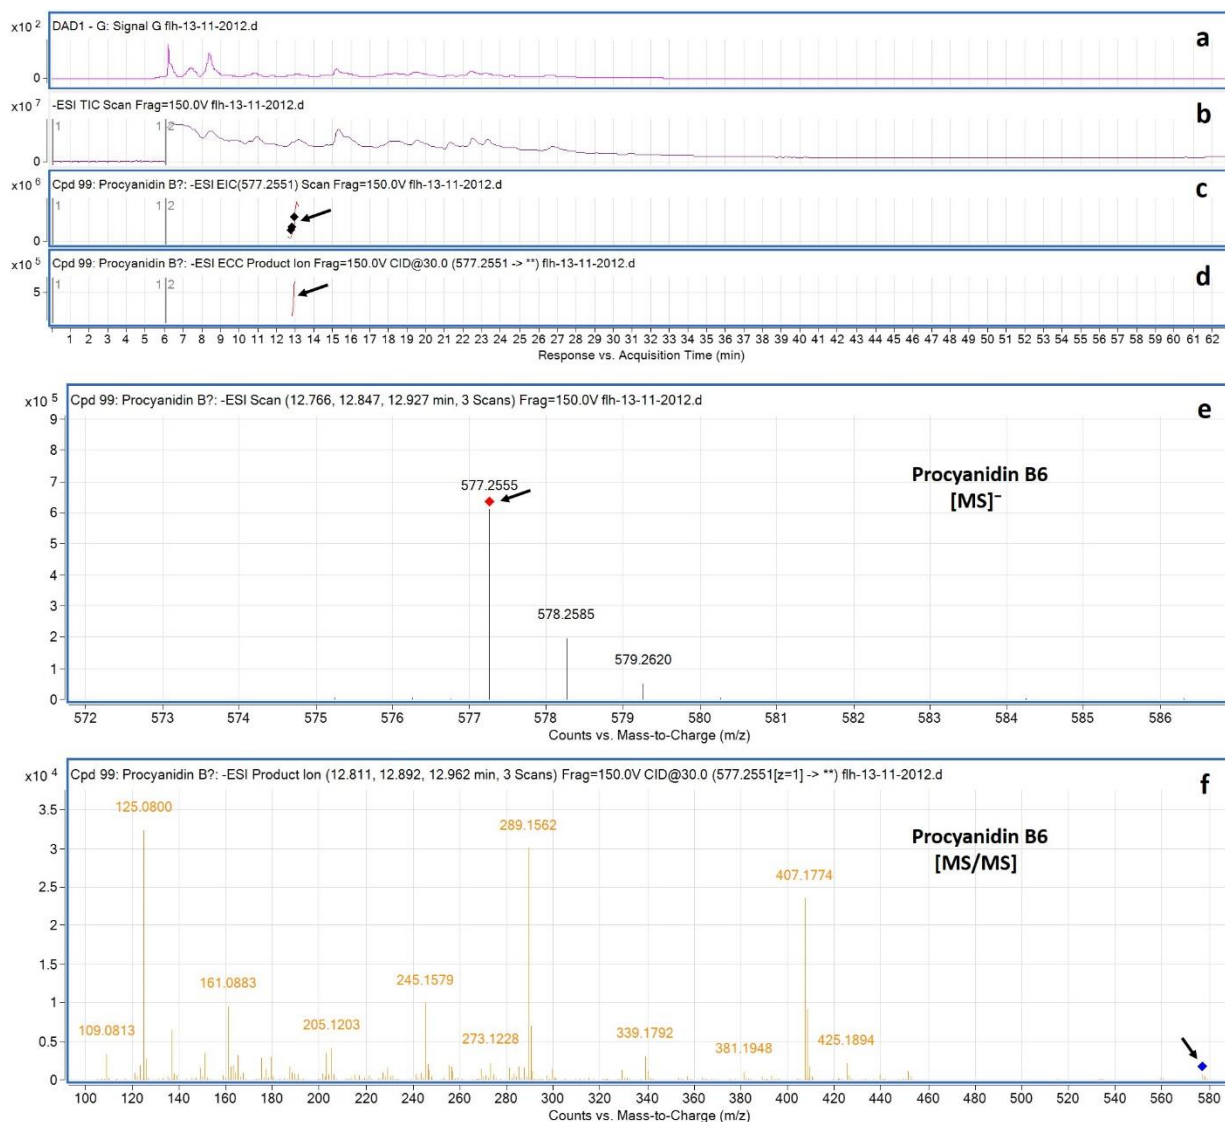 DAD1 - G: Signal G flh-13-11-2012.d
x10 2
a
0
-ESI TIC Scan Frag=150.0V flh-13-11-2012.d
x10 7
b
1 1 2
0
Cpd 99: Procyanidin B?: -ESI EIC(577.2551) Scan Frag=150.0V flh-13-11-2012.d
x10 6
c
1 1 2
0
Cpd 99: Procyanidin B?: -ESI ECC Product Ion Frag=150.0V CID@30.0 (577.2551 -> **) flh-13-11-2012.d
x10 5
d
1 1 2
5
1 2 3 4 5 6 7 8 9 10 11 12 13 14 15 16 17 18 19 20 21 22 23 24 25 26 27 28 29 30 31 32 33 34 35 36 37 38 39 40 41 42 43 44 45 46 47 48 49 50 51 52 53 54 55 56 57 58 59 60 61 62
Response vs. Acquisition Time (min)
x10 5
Cpd 99: Procyanidin B?: -ESI Scan (12.766, 12.847, 12.927 min, 3 Scans) Frag=150.0V flh-13-11-2012.d
e
9
8
7
6
5
4
3
2
1
0
577.2555
Procyanidin B6
[MS]⁻
578.2585
579.2620
572 573 574 575 576 577 578 579 580 581 582 583 584 585 586
Counts vs. Mass-to-Charge (m/z)
x10 4
Cpd 99: Procyanidin B?: -ESI Product Ion (12.811, 12.892, 12.962 min, 3 Scans) Frag=150.0V CID@30.0 (577.2551[z=1] -> **) flh-13-11-2012.d
f
3.5
3
2.5
2
1.5
1
0.5
0
125.0800
289.1562
Procyanidin B6
[MS/MS]
407.1774
161.0883
245.1579
109.0813
205.1203
273.1228
339.1792
381.1948
425.1894
100 120 140 160 180 200 220 240 260 280 300 320 340 360 380 400 420 440 460 480 500 520 540 560 580
Counts vs. Mass-to-Charge (m/z)